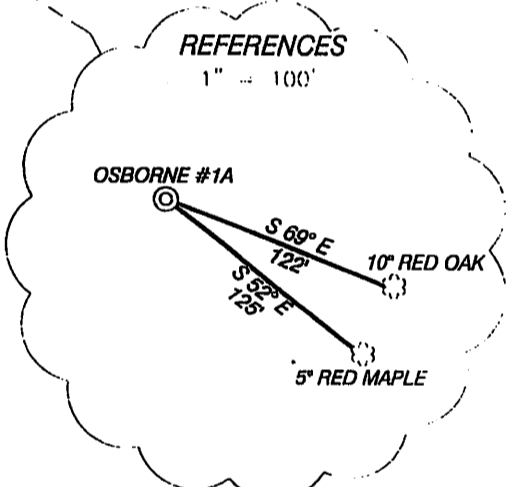 REFERENCES
1" = 100'
OSBORNE #1A
S 69° E
122'
10" RED OAK
S 52° E
125'
5" RED MAPLE